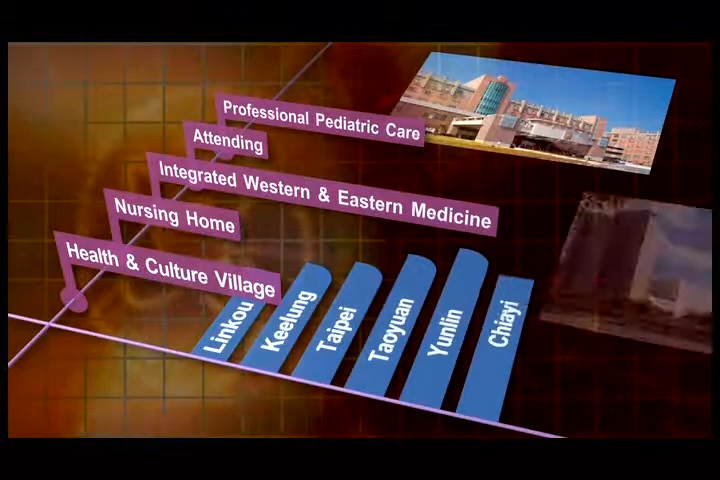 Professional Pediatric Care
Attending
Integrated Western & Eastern Medicine
Nursing Home
Health & Culture Village
Linkou
Keelung
Taipei
Taoyuan
Yunlin
Chiayi